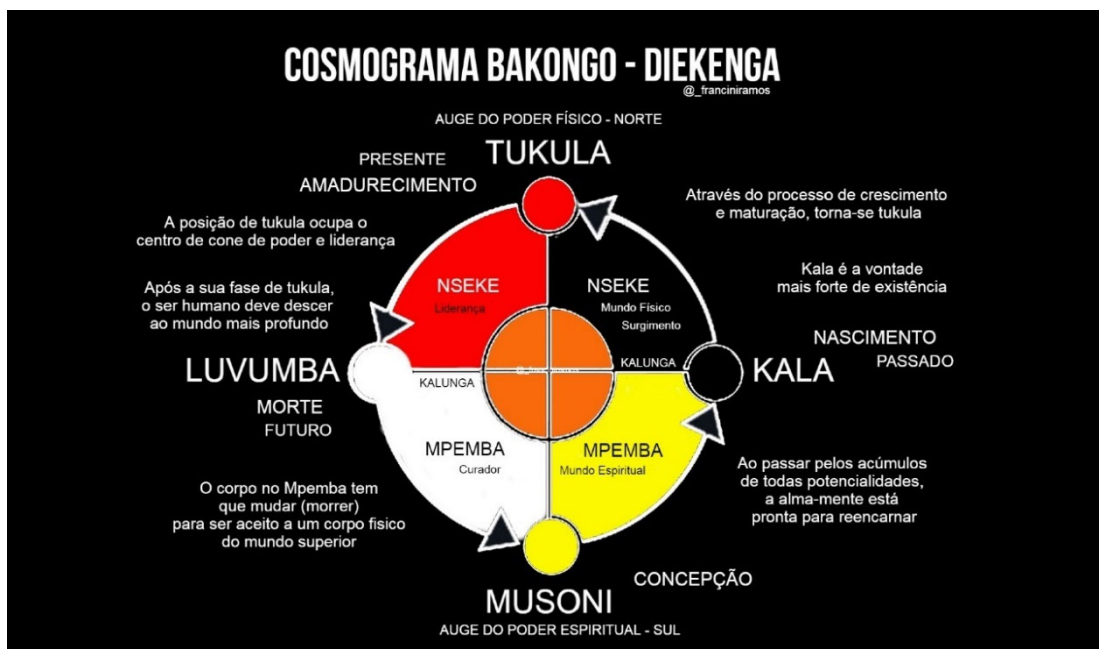 COSMOGRAMA BAKONGO - DIEKENGA
@_franciniramos
AUGE DO PODER FÍSICO - NORTE
TUKULA
PRESENTE
AMADURECIMENTO
A posição de tukula ocupa o
centro de cone de poder e liderança
Após a sua fase de tukula,
o ser humano deve descer
ao mundo mais profundo
Através do processo de crescimento
e maturação, torna-se tukula
Kala é a vontade
mais forte de existência
NSEKE
Liderança
NSEKE
Mundo Físico
Surgimento
KALUNGA
KALUNGA
LUVUMBA
MORTE
FUTURO
KALA
NASCIMENTO
PASSADO
MPEMBA
Curador
MPEMBA
Mundo Espiritual
O corpo no Mpemba tem
que mudar (morrer)
para ser aceito a um corpo fisico
do mundo superior
Ao passar pelos acúmulos
de todas potencialidades,
a alma-mente está
pronta para reencarnar
CONCEPÇÃO
MUSONI
AUGE DO PODER ESPIRITUAL - SUL